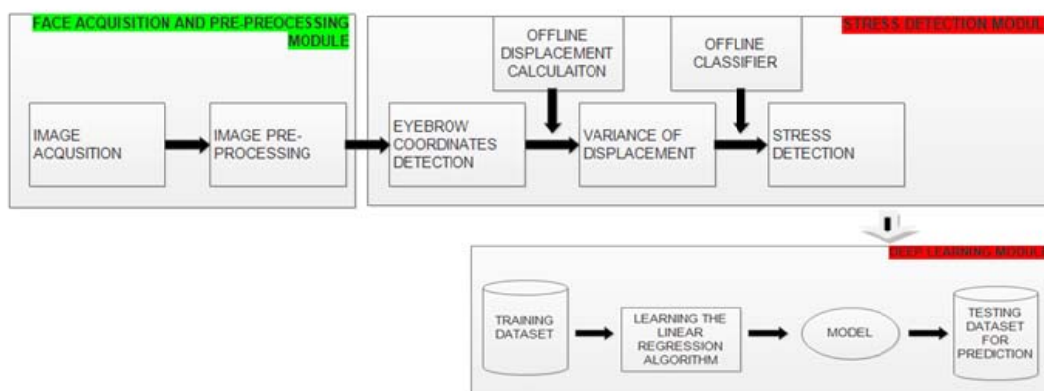 FACE ACQUISITION AND PRE-PREOCESSING
MODULE
STRESS DETECTION MODUL
OFFLINE
DISPLACEMENT
CALCULAITON
OFFLINE
CLASSIFIER
IMAGE
ACQUSITION
IMAGE PRE-
PROCESSING
EYEBROW
COORDINATES
DETECTION
VARIANCE OF
DISPLACEMENT
STRESS
DETECTION
DEEP LEARNING MODUL
TRAINING
DATASET
LEARNING THE
LINEAR
REGRESSION
ALGORITHM
MODEL
TESTING
DATASET
FOR
PREDICTION